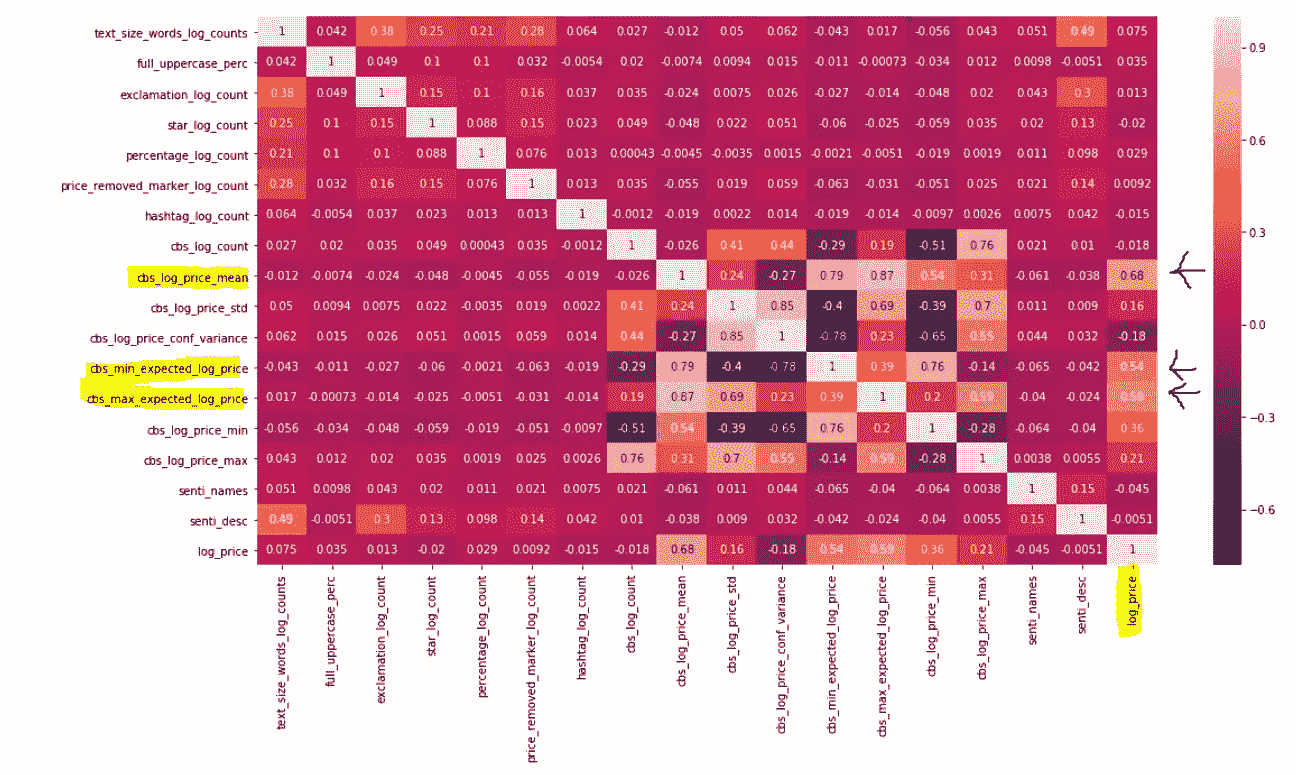 text_size_words_log_counts 1 0.042 0.38 0.25 0.21 0.28 0.064 0.027 -0.012 0.05 0.062 -0.043 0.017 -0.056 0.043 0.051 0.49 0.075
0.9
full_uppercase_perc 0.042 1 0.049 0.1 0.1 0.032 -0.0054 0.02 -0.0074 0.0094 0.015 -0.011 -0.00073 -0.034 0.012 0.0098 -0.0051 0.035
exclamation_log_count 0.38 0.049 1 0.15 0.1 0.16 0.037 0.035 -0.024 0.0075 0.026 -0.027 -0.014 -0.048 0.02 0.043 0.3 0.013
star_log_count 0.25 0.1 0.15 1 0.088 0.15 0.023 0.049 -0.048 0.022 0.051 -0.06 -0.025 -0.059 0.035 0.02 0.13 -0.02
0.6
percentage_log_count 0.21 0.1 0.1 0.088 1 0.076 0.013 0.00043 -0.0045 -0.0035 0.0015 -0.0021 -0.0051 -0.019 0.0019 0.011 0.098 0.029
price_removed_marker_log_count 0.28 0.032 0.16 0.15 0.076 1 0.013 0.035 -0.055 0.019 0.059 -0.063 -0.031 -0.051 0.025 0.021 0.14 0.0092
hashtag_log_count 0.064 -0.0054 0.037 0.023 0.013 0.013 1 -0.0012 -0.019 0.0022 0.014 -0.019 -0.014 -0.0097 0.0026 0.0075 0.042 -0.015
0.3
cbs_log_count 0.027 0.02 0.035 0.049 0.00043 0.035 -0.0012 1 -0.026 0.41 0.44 -0.29 0.19 -0.51 0.76 0.021 0.01 -0.018
cbs_log_price_mean -0.012 -0.0074 -0.024 -0.048 -0.0045 -0.055 -0.019 -0.026 1 0.24 -0.27 0.79 0.87 0.54 0.31 -0.061 -0.038 0.68
cbs_log_price_std 0.05 0.0094 0.0075 0.022 -0.0035 0.019 0.0022 0.41 0.24 1 0.85 -0.4 0.69 -0.39 0.7 0.011 0.009 0.16
0.0
cbs_log_price_conf_variance 0.062 0.015 0.026 0.051 0.0015 0.059 0.014 0.44 -0.27 0.85 1 -0.78 0.23 -0.65 0.55 0.044 0.032 -0.18
cbs_min_expected_log_price -0.043 -0.011 -0.027 -0.06 -0.0021 -0.063 -0.019 -0.29 0.79 -0.4 -0.78 1 0.39 0.76 -0.14 -0.065 -0.042 0.54
cbs_max_expected_log_price 0.017 -0.00073 -0.014 -0.025 -0.0051 -0.031 -0.014 0.19 0.87 0.69 0.23 0.39 1 0.2 0.59 -0.04 -0.024 0.59
−0.3
cbs_log_price_min -0.056 -0.034 -0.048 -0.059 -0.019 -0.051 -0.0097 -0.51 0.54 -0.39 -0.65 0.76 0.2 1 -0.28 -0.064 -0.04 0.36
cbs_log_price_max 0.043 0.012 0.02 0.035 0.0019 0.025 0.0026 0.76 0.31 0.7 0.55 -0.14 0.59 -0.28 1 0.0038 0.0055 0.21
senti_names 0.051 0.0098 0.043 0.02 0.011 0.021 0.0075 0.021 -0.061 0.011 0.044 -0.065 -0.04 -0.064 0.0038 1 0.15 -0.045
−0.6
senti_desc 0.49 -0.0051 0.3 0.13 0.098 0.14 0.042 0.01 -0.038 0.009 0.032 -0.042 -0.024 -0.04 0.0055 0.15 1 -0.0051
log_price 0.075 0.035 0.013 -0.02 0.029 0.0092 -0.015 -0.018 0.68 0.16 -0.18 0.54 0.59 0.36 0.21 -0.045 -0.0051 1
text_size_words_log_counts
full_uppercase_perc
exclamation_log_count
star_log_count
percentage_log_count
price_removed_marker_log_count
hashtag_log_count
cbs_log_count
cbs_log_price_mean
cbs_log_price_std
cbs_log_price_conf_variance
cbs_min_expected_log_price
cbs_max_expected_log_price
cbs_log_price_min
cbs_log_price_max
senti_names
senti_desc
log_price